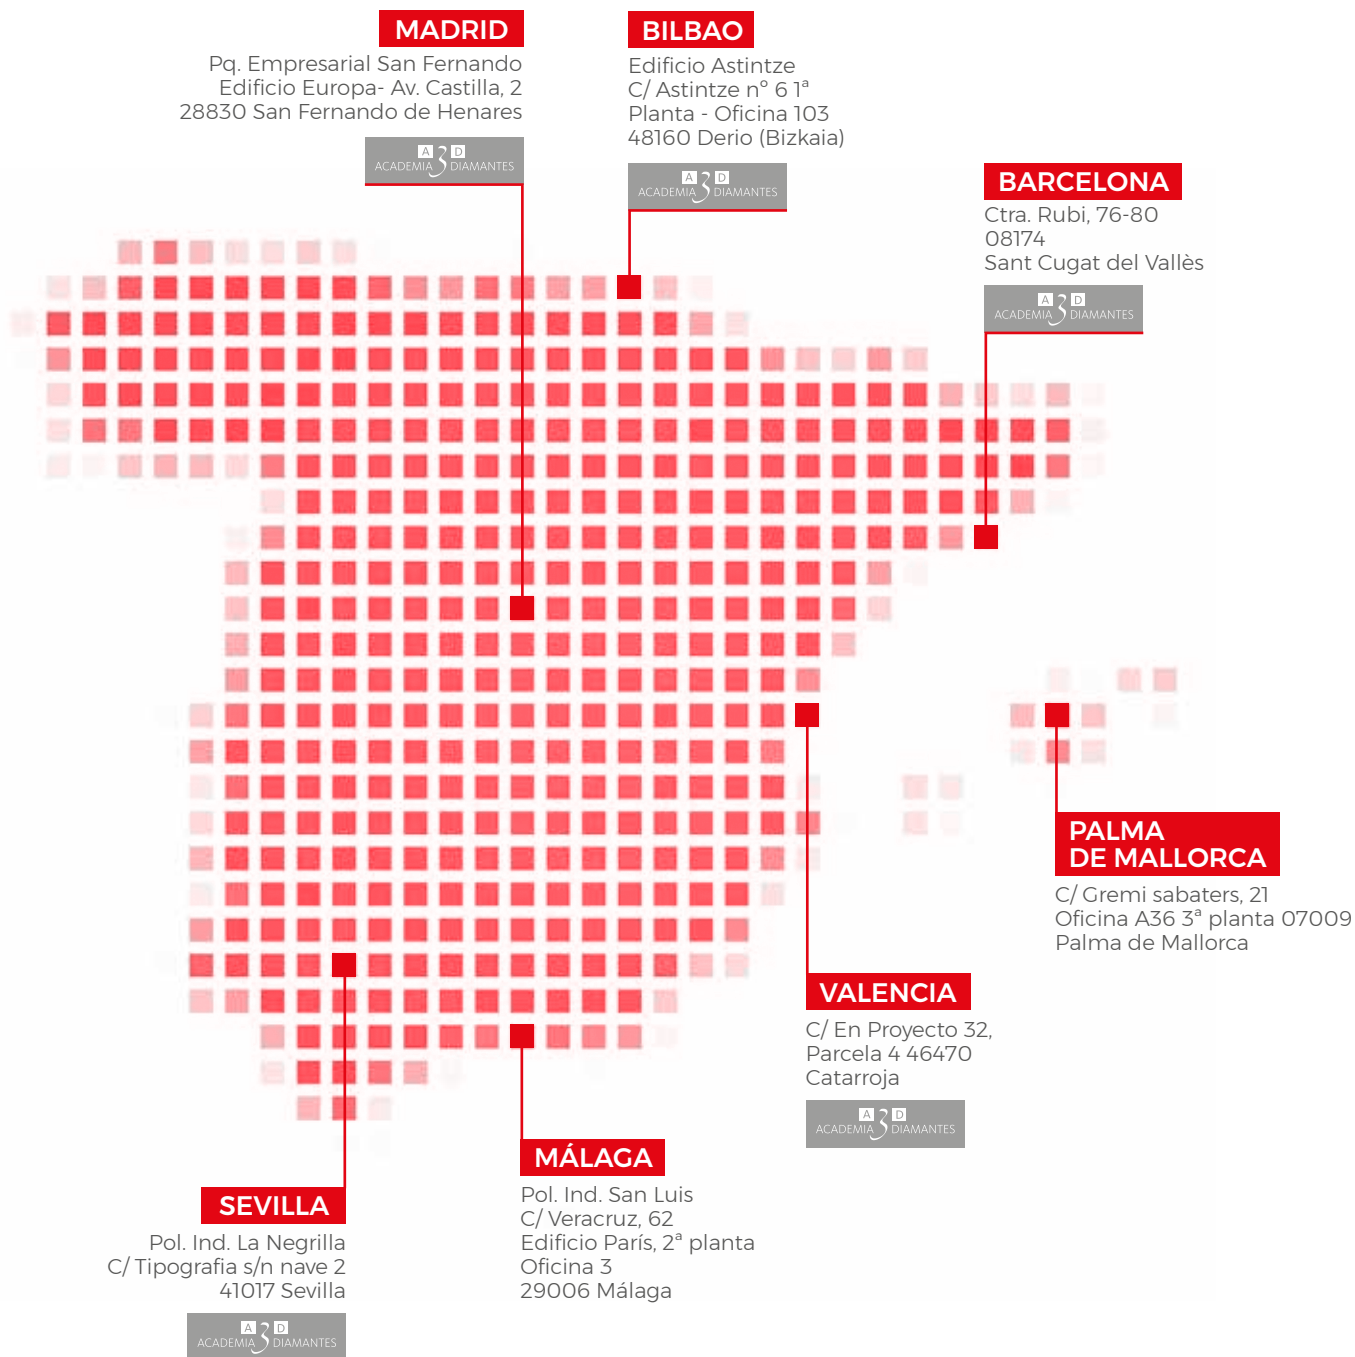 MADRID
Pq. Empresarial San Fernando
Edificio Europa- Av. Castilla, 2
28830 San Fernando de Henares
A 3 D
ACADEMIA DIAMANTES
BILBAO
Edificio Astintze
C/ Astintze nº 6 1ª
Planta - Oficina 103
48160 Derio (Bizkaia)
A 3 D
ACADEMIA DIAMANTES
BARCELONA
Ctra. Rubi, 76-80
08174
Sant Cugat del Vallès
A 3 D
ACADEMIA DIAMANTES
PALMA
DE MALLORCA
C/ Gremi sabaters, 21
Oficina A36 3ª planta 07009
Palma de Mallorca
VALENCIA
C/ En Proyecto 32,
Parcela 4 46470
Catarroja
A 3 D
ACADEMIA DIAMANTES
MÁLAGA
Pol. Ind. San Luis
C/ Veracruz, 62
Edificio París, 2ª planta
Oficina 3
29006 Málaga
SEVILLA
Pol. Ind. La Negrilla
C/ Tipografia s/n nave 2
41017 Sevilla
A 3 D
ACADEMIA DIAMANTES